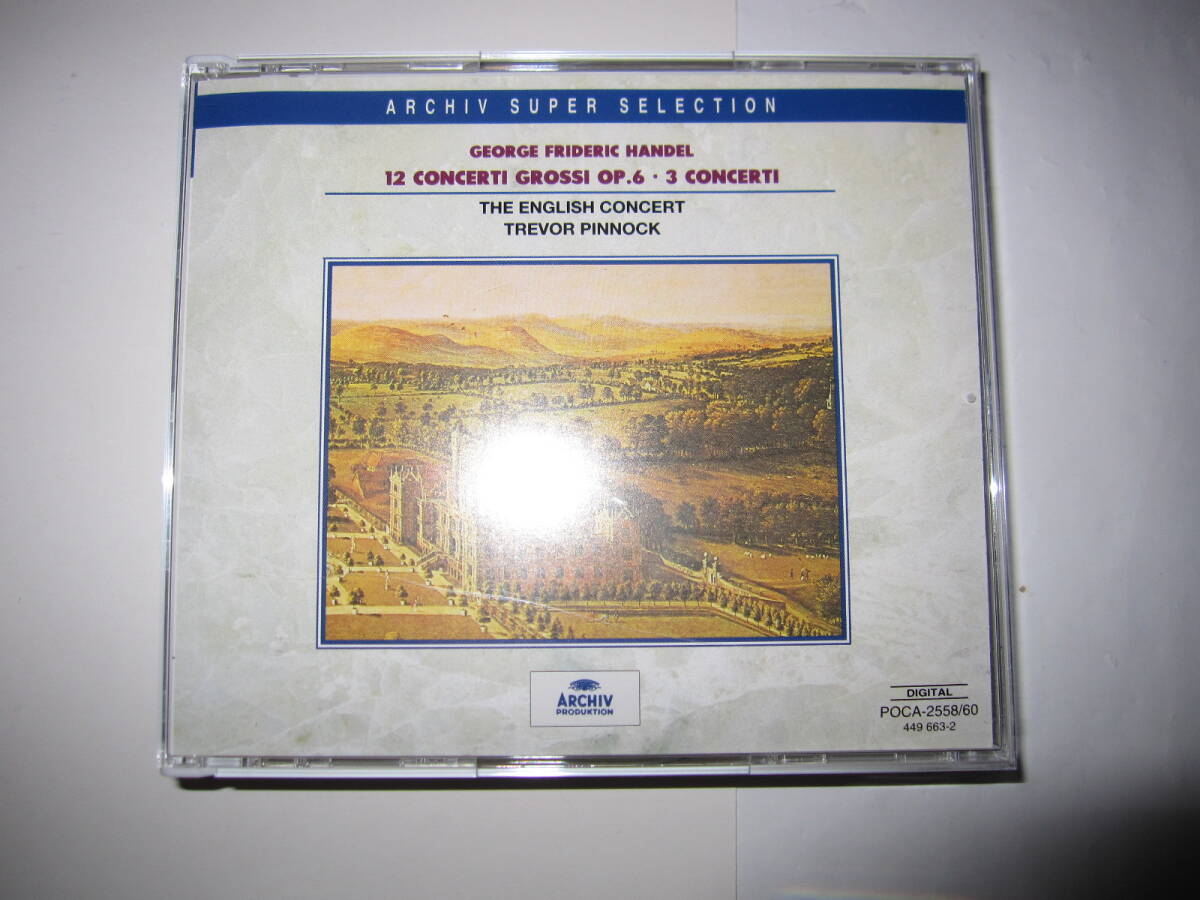 ARCHIV SUPER SELECTION
GEORGE FRIDERIC HANDEL
12 CONCERTI GROSSI OP.6 · 3 CONCERTI
THE ENGLISH CONCERT
TREVOR PINNOCK
ARCHIV
PRODUKTION
DIGITAL
POCA-2558/60
449 663-2